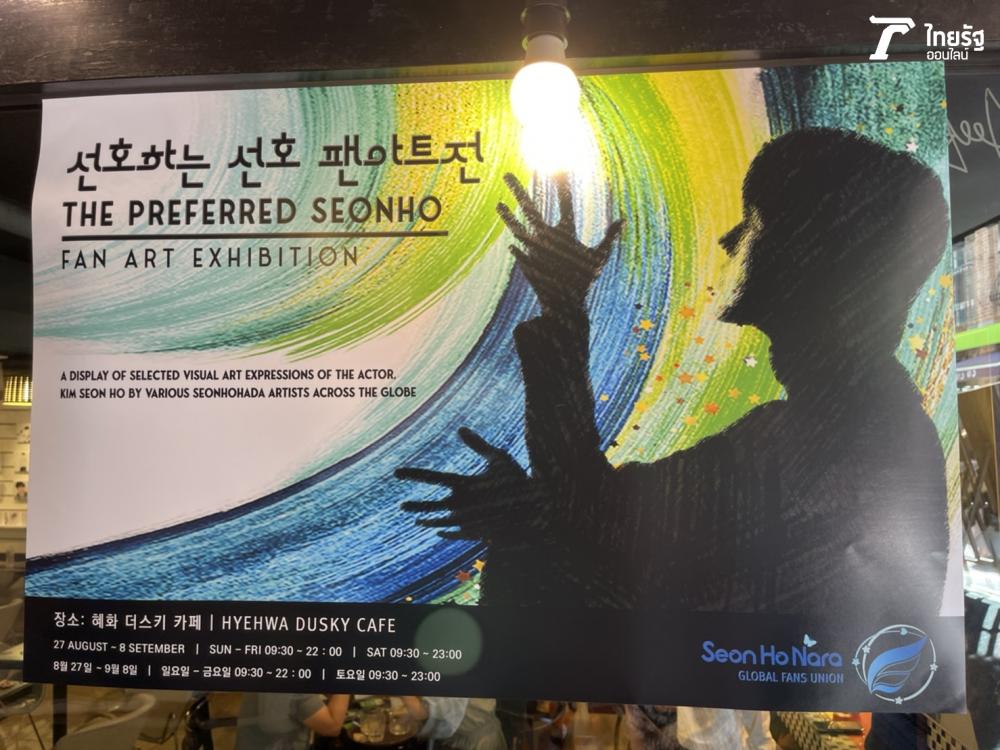 ไทยรัฐ
ออนไลน์
선호하는 선호 팬아트전
THE PREFERRED SEONHO
FAN ART EXHIBITION
A DISPLAY OF SELECTED VISUAL ART EXPRESSIONS OF THE ACTOR,
KIM SEON HO BY VARIOUS SEONHOHADA ARTISTS ACROSS THE GLOBE
장소: 혜화 더스키 카페 | HYEHWA DUSKY CAFE
27 AUGUST ~ 8 SETEMBER | SUN – FRI 09:30 ~ 22 : 00 | SAT 09:30 ~ 23:00
8월 27일 ~ 9월 8일 | 일요일 – 금요일 09:30 ~ 22 : 00 | 토요일 09:30 ~ 23:00
Seon Ho Nara
GLOBAL FANS UNION